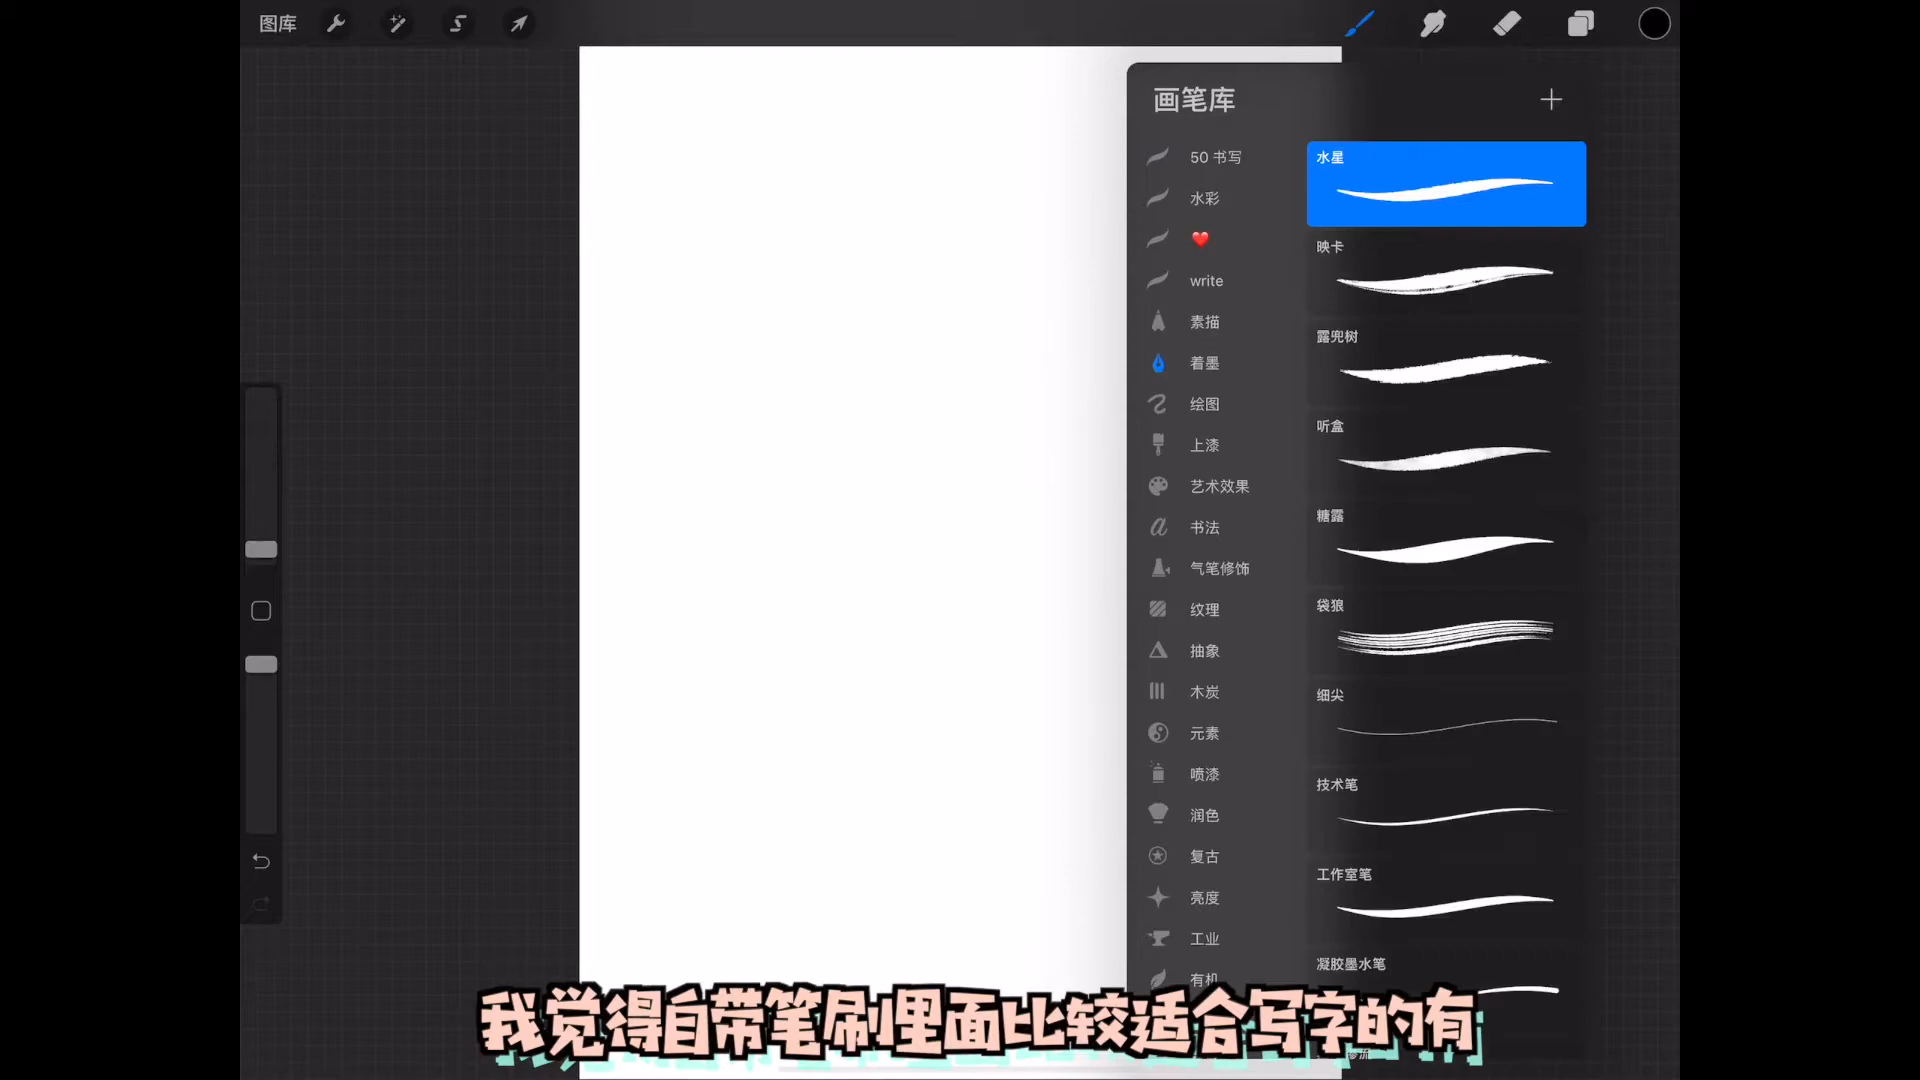 图库
画笔库
50 书写
水彩
❤️
write
素描
着墨
绘图
上漆
艺术效果
书法
气笔修饰
纹理
抽象
木炭
元素
喷漆
润色
复古
亮度
工业
有机
水星
映卡
露兜树
听盒
糖露
袋狼
细尖
技术笔
工作室笔
凝胶墨水笔
我觉得自带笔刷里面比较适合写字的有